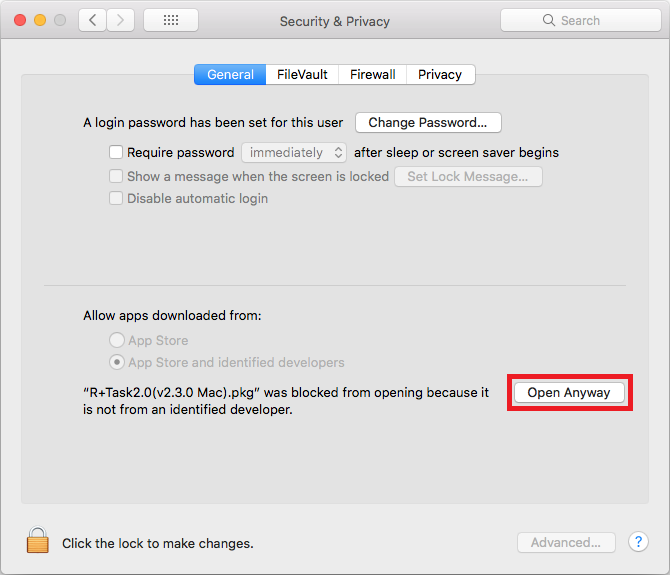 Security & Privacy
Search
General
FileVault
Firewall
Privacy
A login password has been set for this user
Change Password...
Require password
immediately
after sleep or screen saver begins
Show a message when the screen is locked
Set Lock Message...
Disable automatic login
Allow apps downloaded from:
App Store
App Store and identified developers
“R+Task2.0(v2.3.0 Mac).pkg” was blocked from opening because it
is not from an identified developer.
Open Anyway
Click the lock to make changes.
Advanced...
?